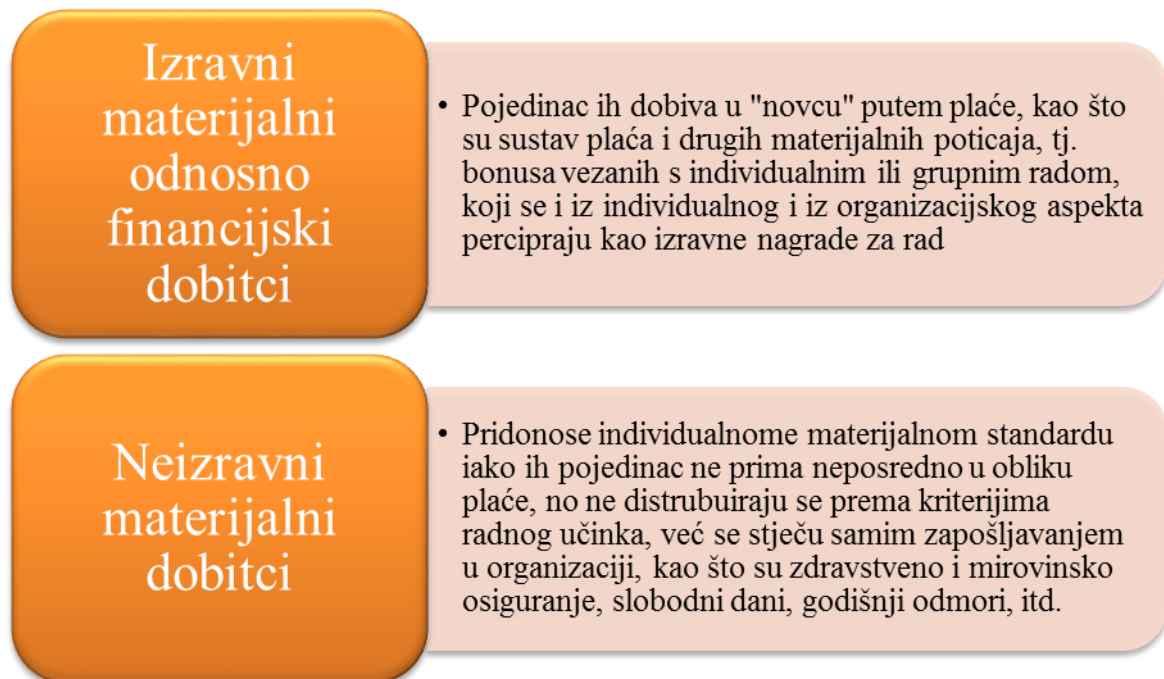 Izravni
materijalni
odnosno
financijski
dobitci
• Pojedinac ih dobiva u "novcu" putem plaće, kao što
su sustav plaća i drugih materijalnih poticaja, tj.
bonusa vezanih s individualnim ili grupnim radom,
koji se i iz individualnog i iz organizacijskog aspekta
percipraju kao izravne nagrade za rad
Neizravni
materijalni
dobitci
• Pridonose individualnome materijalnom standardu
iako ih pojedinac ne prima neposredno u obliku
plaće, no ne distrubuiraju se prema kriterijima
radnog učinka, već se stječu samim zapošljavanjem
u organizaciji, kao što su zdravstveno i mirovinsko
osiguranje, slobodni dani, godišnji odmori, itd.